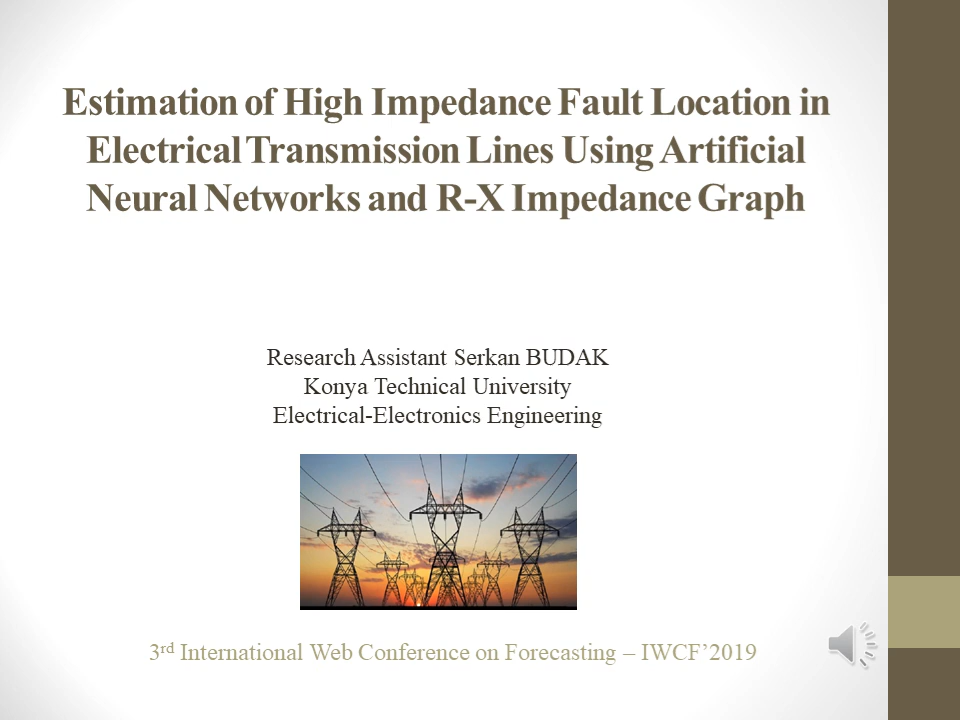 Estimation of High Impedance Fault Location in
Electrical Transmission Lines Using Artificial
Neural Networks and R-X Impedance Graph
Research Assistant Serkan BUDAK
Konya Technical University
Electrical-Electronics Engineering
3rd International Web Conference on Forecasting – IWCF’2019